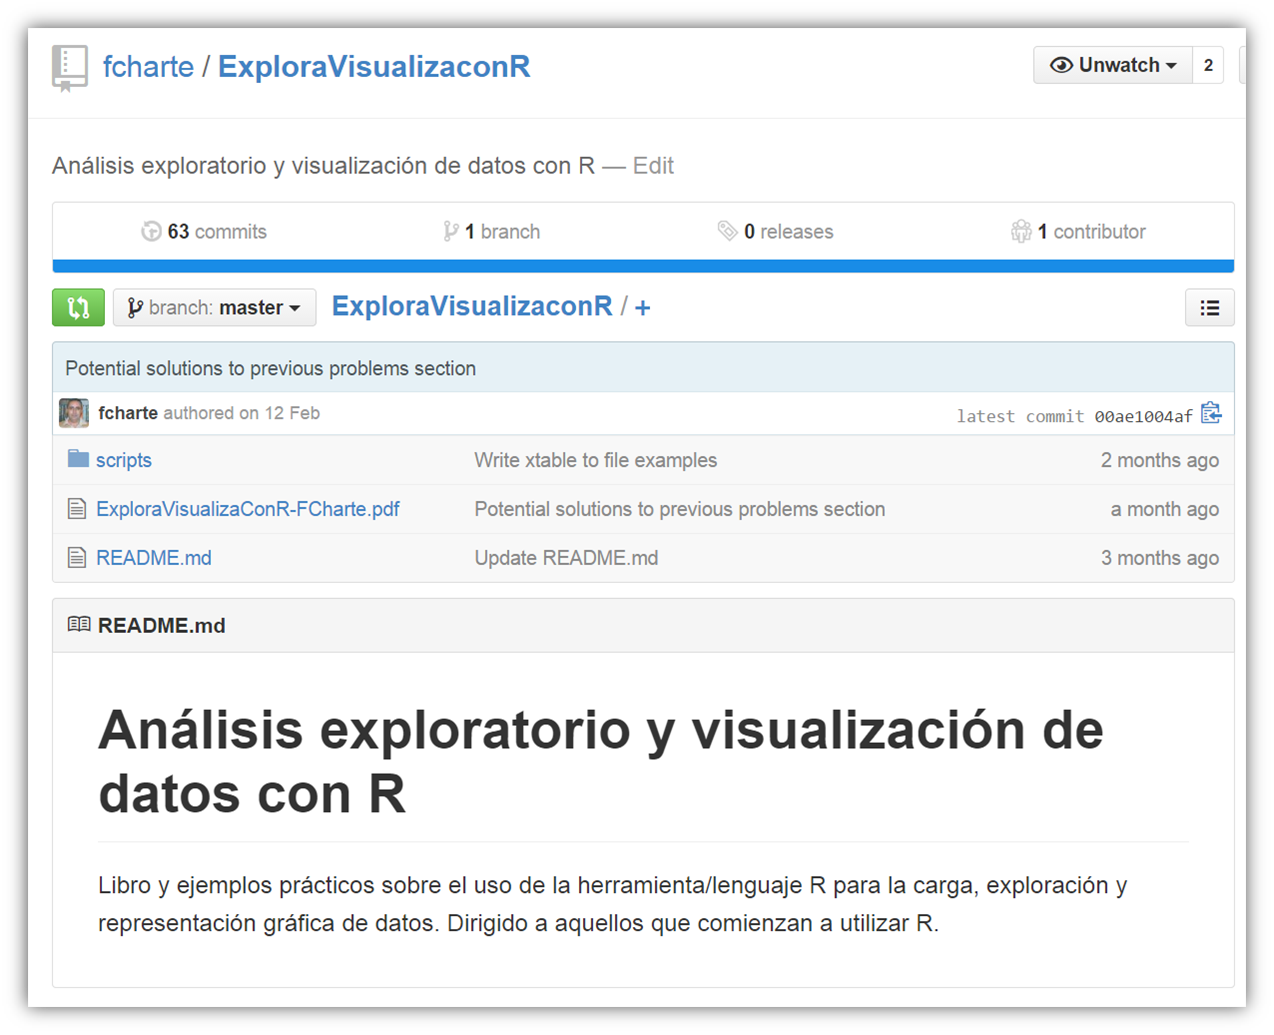 fcharte / ExploraVisualizaconR
Unwatch 2
Análisis exploratorio y visualización de datos con R — Edit
63 commits 1 branch 0 releases 1 contributor
branch: master ExploraVisualizaconR / +
Potential solutions to previous problems section
fcharte authored on 12 Feb latest commit 00ae1004af
scripts Write xtable to file examples 2 months ago
ExploraVisualizaConR-FCharte.pdf Potential solutions to previous problems section a month ago
README.md Update README.md 3 months ago
README.md
Análisis exploratorio y visualización de
datos con R
Libro y ejemplos prácticos sobre el uso de la herramienta/lenguaje R para la carga, exploración y
representación gráfica de datos. Dirigido a aquellos que comienzan a utilizar R.